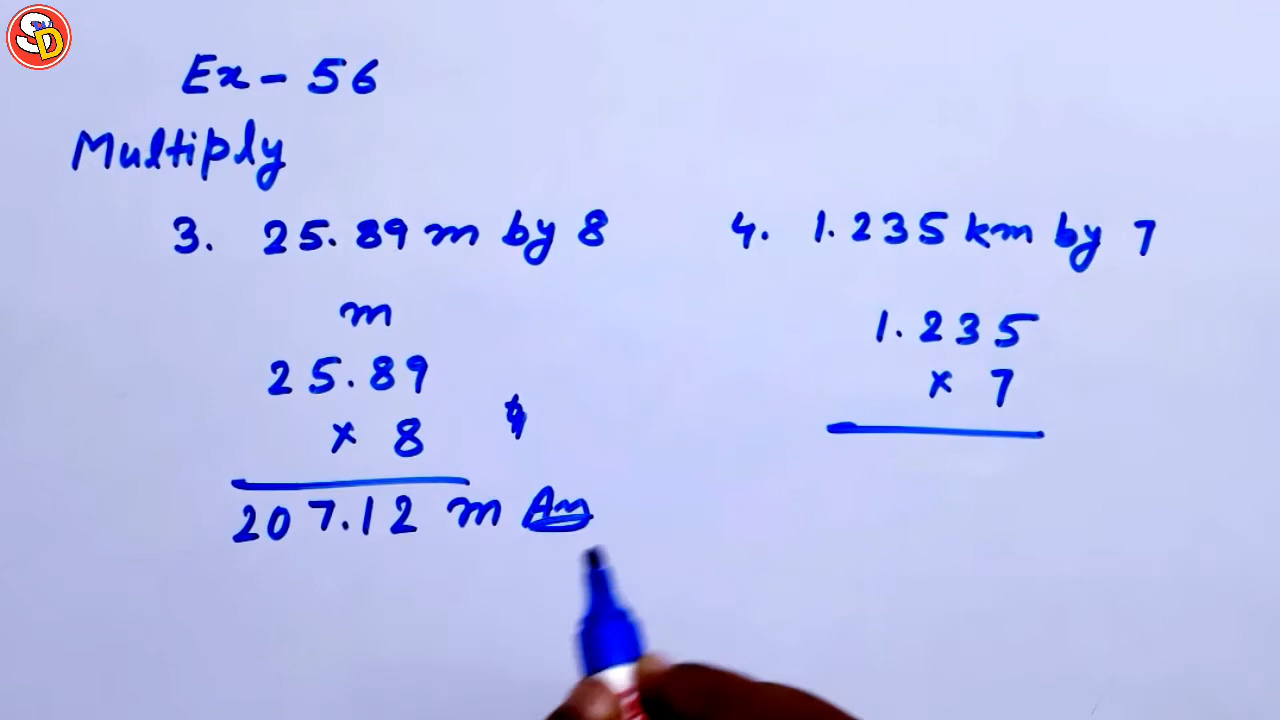 SD
Ex - 56
Multiply
3. 25.89 m by 8
m
25.89
× 8
207.12 m Ans
4. 1.235 km by 7
1.235
× 7